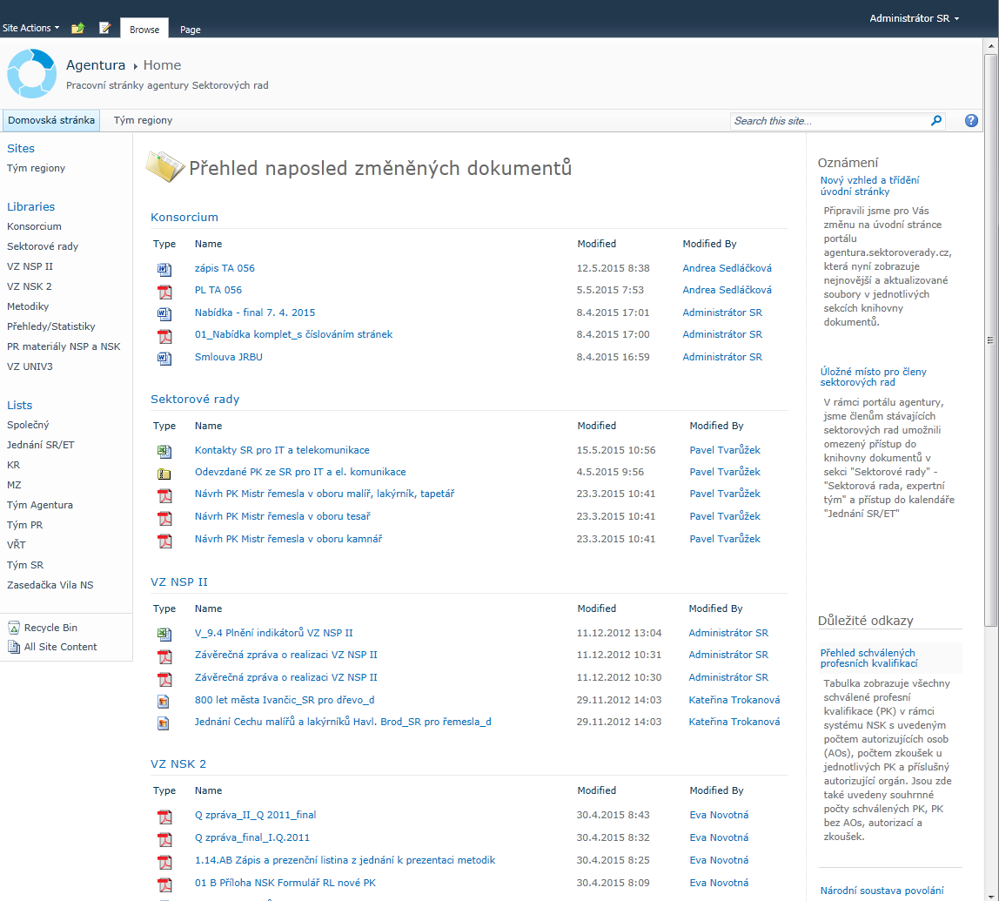 Site Actions
Browse
Page
Administrátor SR
Agentura ▸ Home
Pracovní stránky agentury Sektorových rad
Domovská stránka
Tým regiony
Search this site...
Sites
Tým regiony
Libraries
Konsorcium
Sektorové rady
VZ NSP II
VZ NSK 2
Metodiky
Přehledy/Statistiky
PR materiály NSP a NSK
VZ UNIV3
Lists
Společný
Jednání SR/ET
KR
MZ
Tým Agentura
Tým PR
VŘT
Tým SR
Zasedačka Vila NS
Recycle Bin
All Site Content
Přehled naposled změněných dokumentů
Konsorcium
Type Name Modified Modified By
zápis TA 056 12.5.2015 8:38 Andrea Sedláčková
PL TA 056 5.5.2015 7:53 Andrea Sedláčková
Nabídka - final 7. 4. 2015 8.4.2015 17:01 Administrátor SR
01_Nabídka komplet_s číslováním stránek 8.4.2015 17:00 Administrátor SR
Smlouva JRBU 8.4.2015 16:59 Administrátor SR
Sektorové rady
Type Name Modified Modified By
Kontakty SR pro IT a telekomunikace 15.5.2015 10:56 Pavel Tvarůžek
Odevzdané PK ze SR pro IT a el. komunikace 4.5.2015 9:56 Pavel Tvarůžek
Návrh PK Mistr řemesla v oboru malíř, lakýrník, tapetář 23.3.2015 10:41 Pavel Tvarůžek
Návrh PK Mistr řemesla v oboru tesař 23.3.2015 10:41 Pavel Tvarůžek
Návrh PK Mistr řemesla v oboru kamnář 23.3.2015 10:41 Pavel Tvarůžek
VZ NSP II
Type Name Modified Modified By
V_9.4 Plnění indikátorů VZ NSP II 11.12.2012 13:04 Administrátor SR
Závěrečná zpráva o realizaci VZ NSP II 11.12.2012 10:31 Administrátor SR
Závěrečná zpráva o realizaci VZ NSP II 11.12.2012 10:30 Administrátor SR
800 let města Ivančic_SR pro dřevo_d 29.11.2012 14:03 Kateřina Trokanová
Jednání Cechu malířů a lakýrníků Havl. Brod_SR pro řemesla_d 29.11.2012 14:03 Kateřina Trokanová
VZ NSK 2
Type Name Modified Modified By
Q zpráva_II_Q 2011_final 30.4.2015 8:43 Eva Novotná
Q zpráva_final_I.Q.2011 30.4.2015 8:32 Eva Novotná
1.14.AB Zápis a prezenční listina z jednání k prezentaci metodik 30.4.2015 8:25 Eva Novotná
01 B Příloha NSK Formulář RL nové PK 30.4.2015 8:09 Eva Novotná
Oznámení
Nový vzhled a třídění
úvodní stránky
Připravili jsme pro Vás
změnu na úvodní stránce
portálu
agentura.sektoroverady.cz,
která nyní zobrazuje
nejnovější a aktualizované
soubory v jednotlivých
sekcích knihovny
dokumentů.
Úložné místo pro členy
sektorových rad
V rámci portálu agentury,
jsme členům stávajících
sektorových rad umožnili
omezený přístup do
knihovny dokumentů v
sekci "Sektorové rady" -
"Sektorová rada, expertní
tým" a přístup do kalendáře
"Jednání SR/ET"
Důležité odkazy
Přehled schválených
profesních kvalifikací
Tabulka zobrazuje všechny
schválené profesní
kvalifikace (PK) v rámci
systému NSK s uvedeným
počtem autorizujících osob
(AOs), počtem zkoušek u
jednotlivých PK a příslušný
autorizující orgán. Jsou zde
také uvedeny souhrnné
počty schválených PK, PK
bez AOs, autorizací a
zkoušek.
Národní soustava povolání